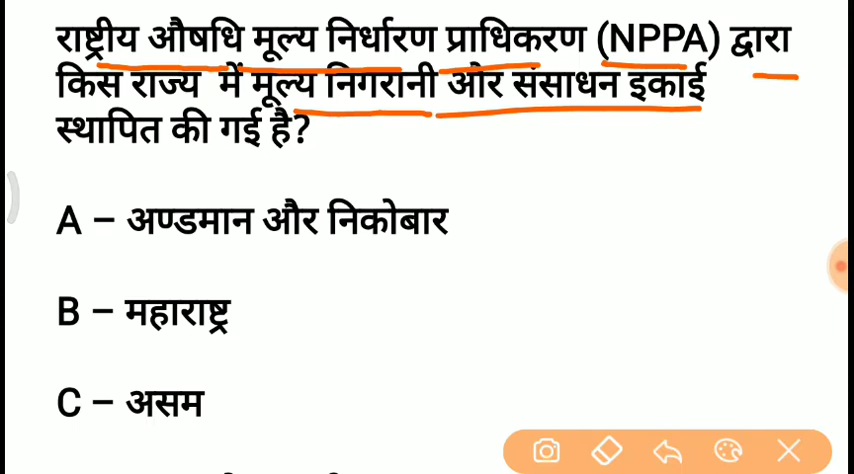 राष्ट्रीय औषधि मूल्य निर्धारण प्राधिकरण (NPPA) द्वारा
किस राज्य में मूल्य निगरानी और संसाधन इकाई
स्थापित की गई है?
A – अण्डमान और निकोबार
B – महाराष्ट्र
C – असम